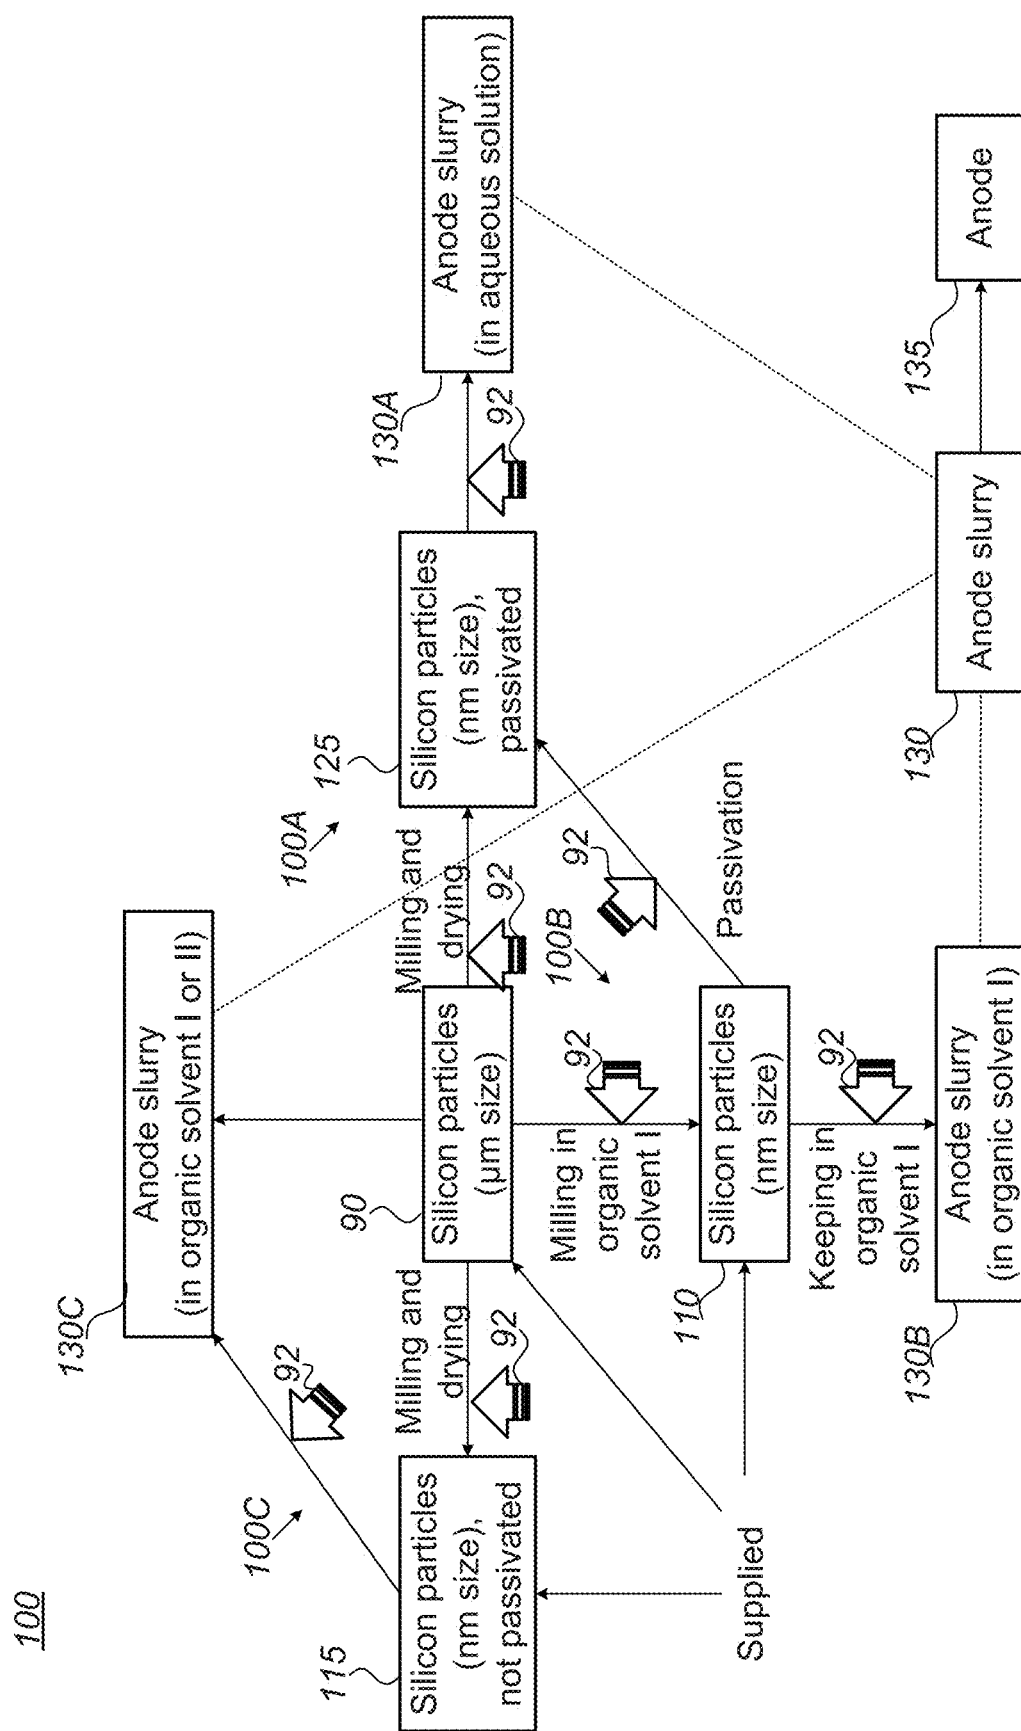 100
130C
Anode slurry
(in organic solvent I or II)
100C
92
115
Silicon particles
(nm size),
not passivated
Milling and
drying
92
90
Silicon particles
(µm size)
Milling and
drying
92
100A
125
Silicon particles
(nm size),
passivated
92
130A
Anode slurry
(in aqueous solution)
Milling in
organic
solvent I
92
100B
92
Passivation
Supplied
110
Silicon particles
(nm size)
Keeping in
organic
solvent I
92
130B
Anode slurry
(in organic solvent I)
130
Anode slurry
135
Anode